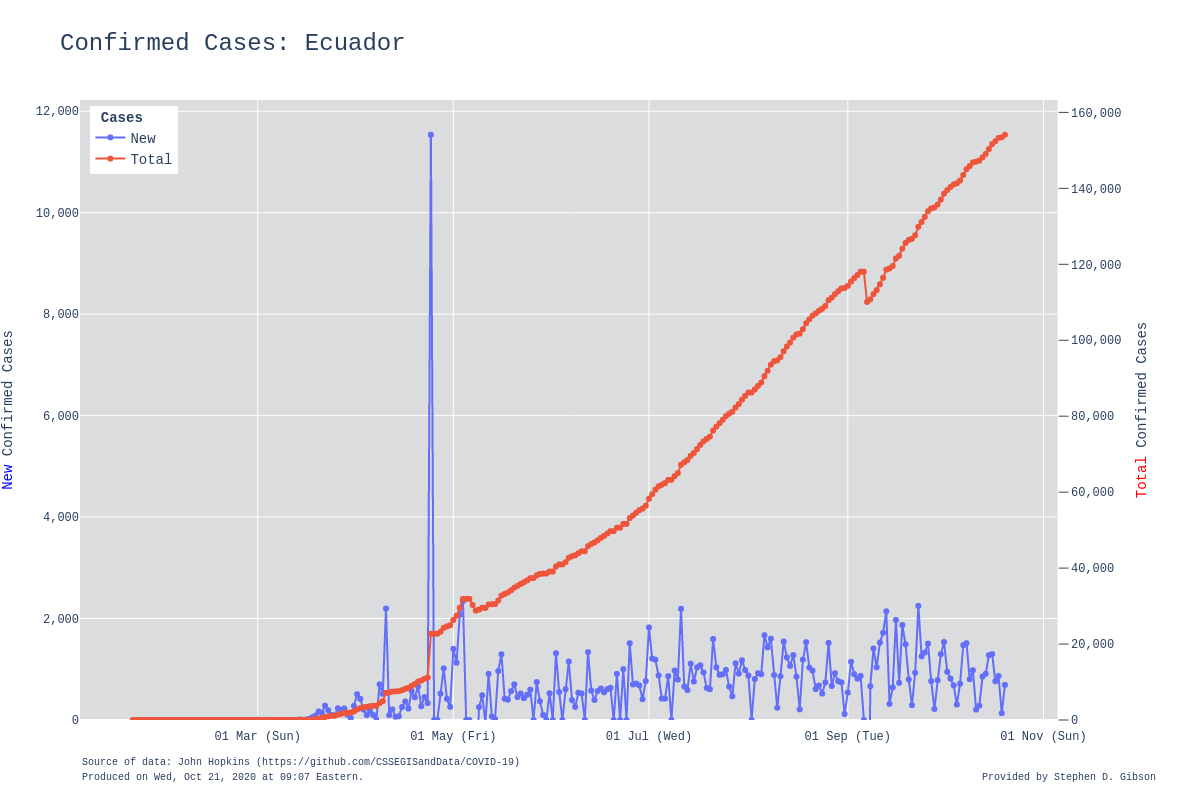 Confirmed Cases: Ecuador
Cases
New
Total
12,000
10,000
8,000
6,000
4,000
2,000
0
160,000
140,000
120,000
100,000
80,000
60,000
40,000
20,000
0
New Confirmed Cases
Total Confirmed Cases
01 Mar (Sun) 01 May (Fri) 01 Jul (Wed) 01 Sep (Tue) 01 Nov (Sun)
Source of data: John Hopkins (https://github.com/CSSEGISandData/COVID-19)
Produced on Wed, Oct 21, 2020 at 09:07 Eastern.
Provided by Stephen D. Gibson